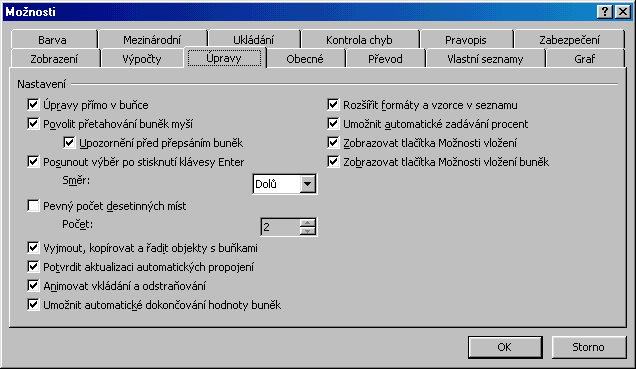 Možnosti
Barva Mezinárodní Ukládání Kontrola chyb Pravopis Zabezpečení
Zobrazení Výpočty Úpravy Obecné Převod Vlastní seznamy Graf
Nastavení
Úpravy přímo v buňce
Povolit přetahování buněk myší
Upozornění před přepsáním buněk
Posunout výběr po stisknutí klávesy Enter
Směr: Dolů
Pevný počet desetinných míst
Počet: 2
Vyjmout, kopírovat a řadit objekty s buňkami
Potvrdit aktualizaci automatických propojení
Animovat vkládání a odstraňování
Umožnit automatické dokončování hodnoty buněk
Rozšířit formáty a vzorce v seznamu
Umožnit automatické zadávání procent
Zobrazovat tlačítka Možnosti vložení
Zobrazovat tlačítka Možnosti vložení buněk
OK Storno